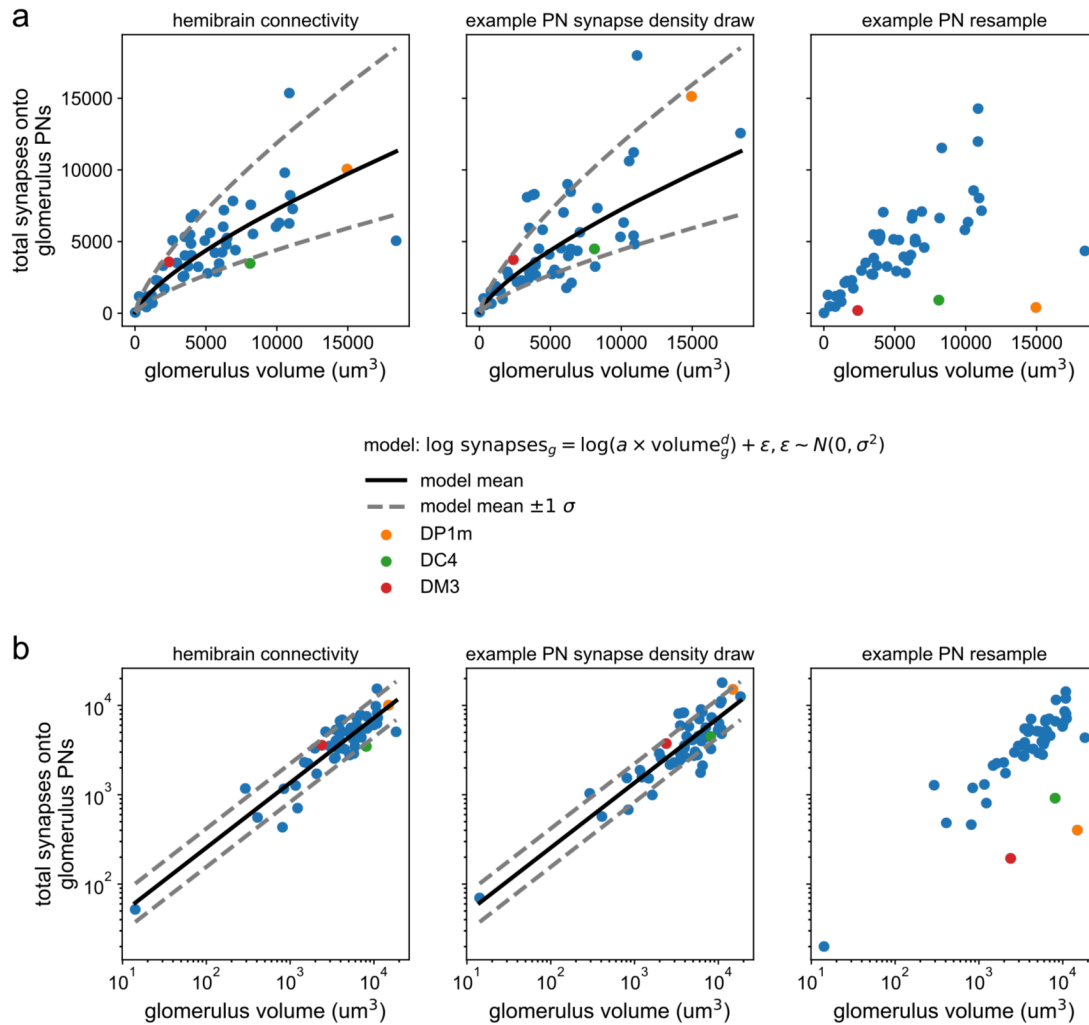 a
hemibrain connectivity
example PN synapse density draw
example PN resample
total synapses onto
glomerulus PNs
15000
10000
5000
0
0 5000 10000 15000
0 5000 10000 15000
0 5000 10000 15000
glomerulus volume (um³)
glomerulus volume (um³)
glomerulus volume (um³)
model: log synapses_g = log(a × volume_g^d) + ε, ε ~ N(0, σ²)
model mean
model mean ±1 σ
DP1m
DC4
DM3
b
hemibrain connectivity
example PN synapse density draw
example PN resample
total synapses onto
glomerulus PNs
10⁴
10³
10²
10¹ 10² 10³ 10⁴
10¹ 10² 10³ 10⁴
10¹ 10² 10³ 10⁴
glomerulus volume (um³)
glomerulus volume (um³)
glomerulus volume (um³)